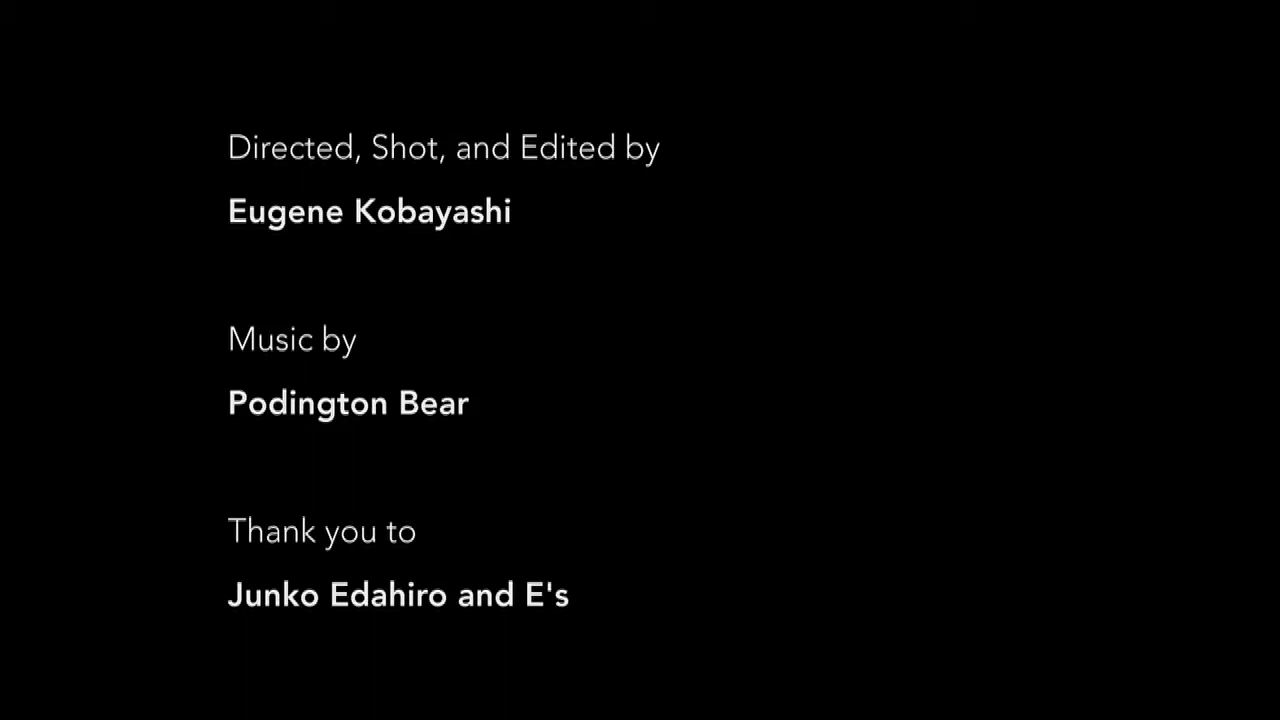 Directed, Shot, and Edited by
Eugene Kobayashi
Music by
Podington Bear
Thank you to
Junko Edahiro and E's